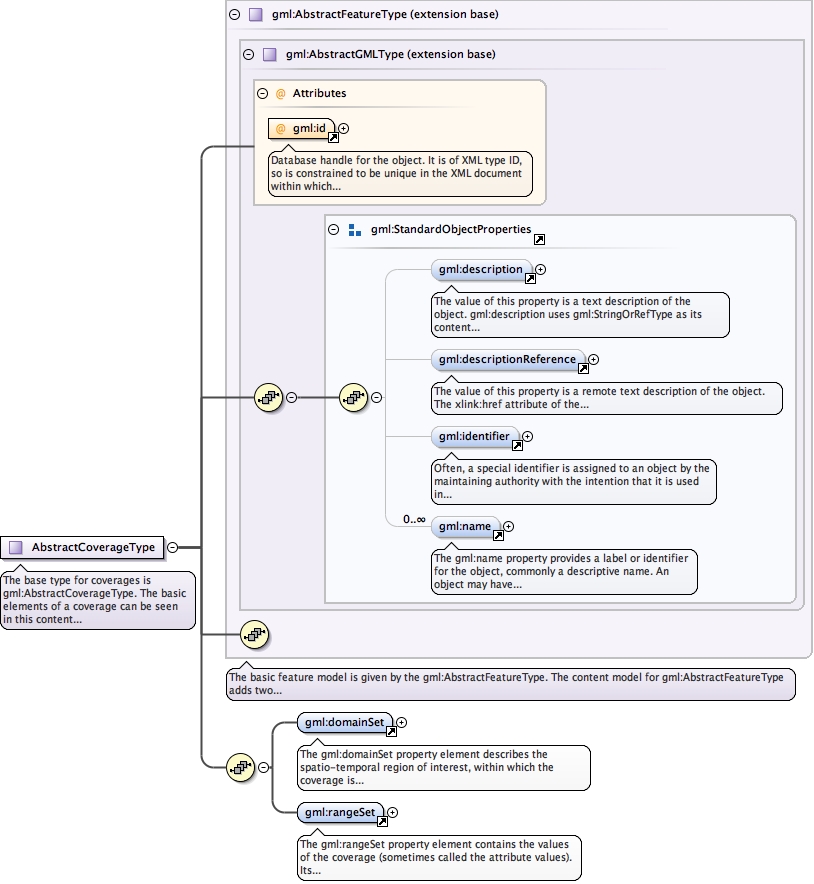 gml:AbstractFeatureType (extension base)
gml:AbstractGMLType (extension base)
@ Attributes
@ gml:id
Database handle for the object. It is of XML type ID,
so is constrained to be unique in the XML document
within which...
gml:StandardObjectProperties
gml:description
The value of this property is a text description of the
object. gml:description uses gml:StringOrRefType as its
content...
gml:descriptionReference
The value of this property is a remote text description of the object.
The xlink:href attribute of the...
gml:identifier
Often, a special identifier is assigned to an object by the
maintaining authority with the intention that it is used
in...
0..∞
gml:name
The gml:name property provides a label or identifier
for the object, commonly a descriptive name. An
object may have...
AbstractCoverageType
The base type for coverages is
gml:AbstractCoverageType. The basic
elements of a coverage can be seen
in this content...
The basic feature model is given by the gml:AbstractFeatureType. The content model for gml:AbstractFeatureType
adds two...
gml:domainSet
The gml:domainSet property element describes the
spatio-temporal region of interest, within which the
coverage is...
gml:rangeSet
The gml:rangeSet property element contains the values
of the coverage (sometimes called the attribute values).
Its...